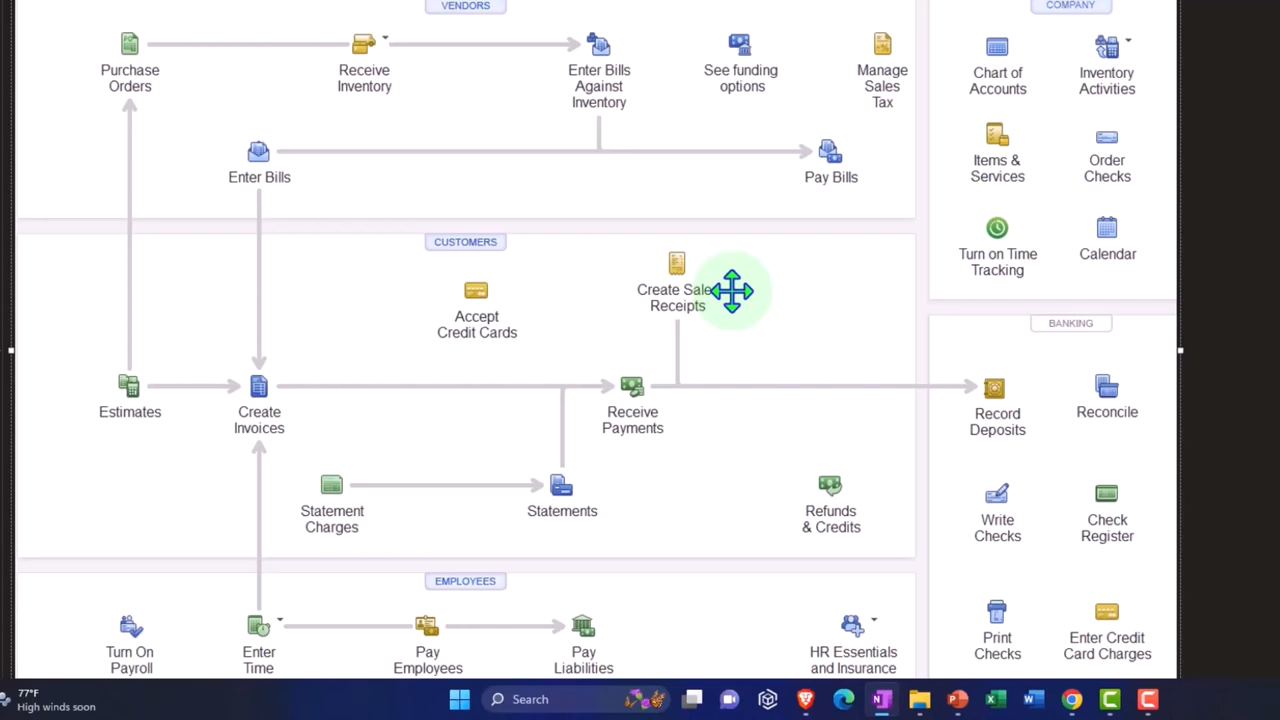 VENDORS
COMPANY
Purchase
Orders
Receive
Inventory
Enter Bills
Against
Inventory
See funding
options
Manage
Sales
Tax
Chart of
Accounts
Inventory
Activities
Enter Bills
Pay Bills
Items &
Services
Order
Checks
CUSTOMERS
Turn on Time
Tracking
Calendar
Accept
Credit Cards
Create Sale
Receipts
BANKING
Estimates
Create
Invoices
Receive
Payments
Record
Deposits
Reconcile
Statement
Charges
Statements
Refunds
& Credits
Write
Checks
Check
Register
EMPLOYEES
Turn On
Payroll
Enter
Time
Pay
Employees
Pay
Liabilities
HR Essentials
and Insurance
Print
Checks
Enter Credit
Card Charges
77°F
High winds soon
Search